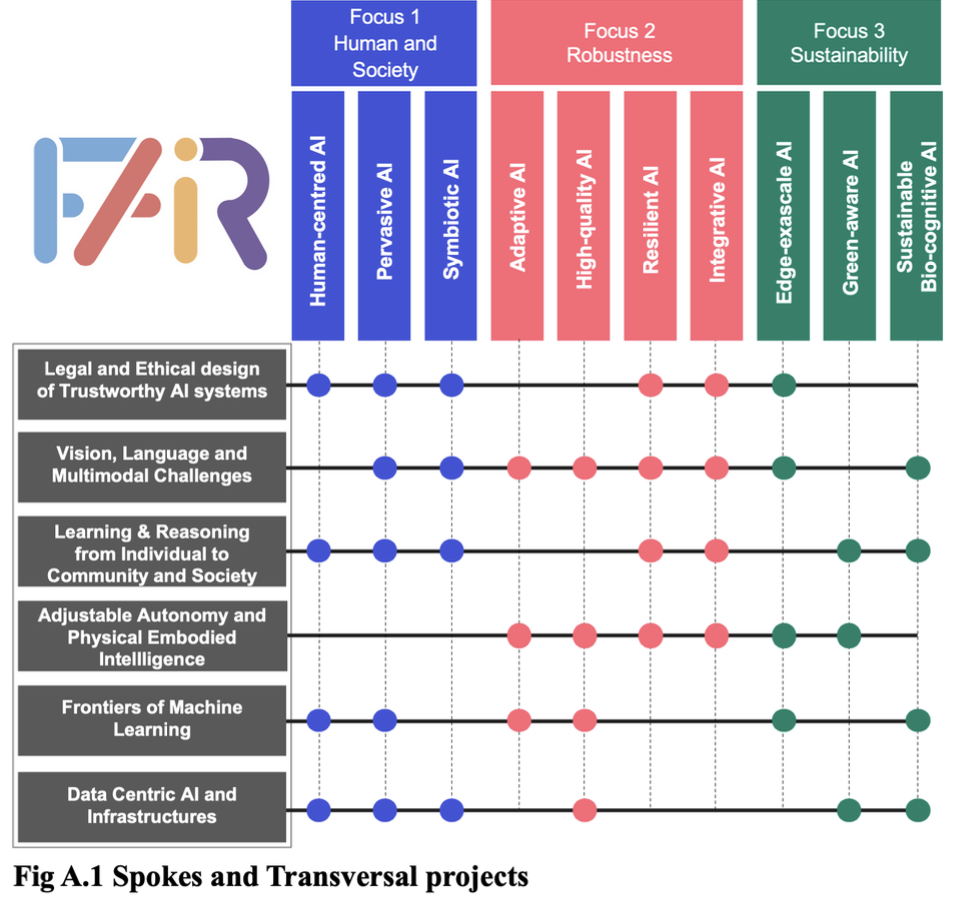 Focus 1
Human and
Society
Focus 2
Robustness
Focus 3
Sustainability
FAIR
Human-centred AI
Pervasive AI
Symbiotic AI
Adaptive AI
High-quality AI
Resilient AI
Integrative AI
Edge-exascale AI
Green-aware AI
Sustainable
Bio-cognitive AI
Legal and Ethical design
of Trustworthy AI systems
Vision, Language and
Multimodal Challenges
Learning & Reasoning
from Individual to
Community and Society
Adjustable Autonomy and
Physical Embodied
Intellligence
Frontiers of Machine
Learning
Data Centric AI and
Infrastructures
Fig A.1 Spokes and Transversal projects